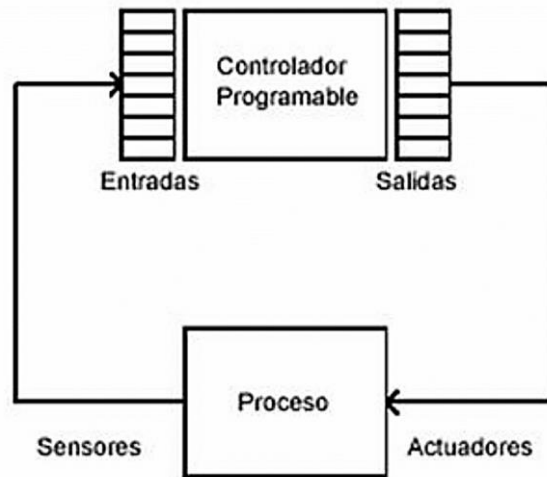 Controlador
Programable
Entradas
Salidas
Proceso
Sensores
Actuadores